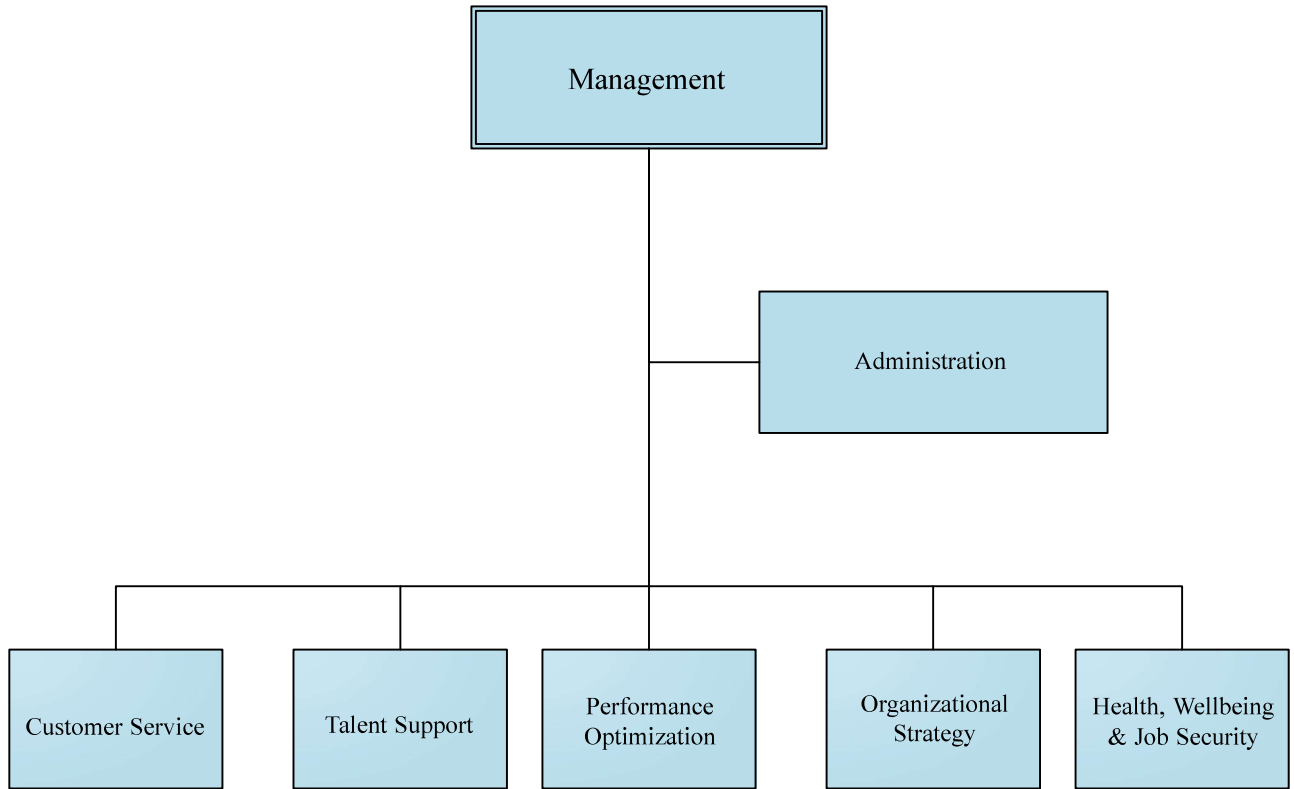 Management
Administration
Customer Service
Talent Support
Performance
Optimization
Organizational
Strategy
Health, Wellbeing
& Job Security